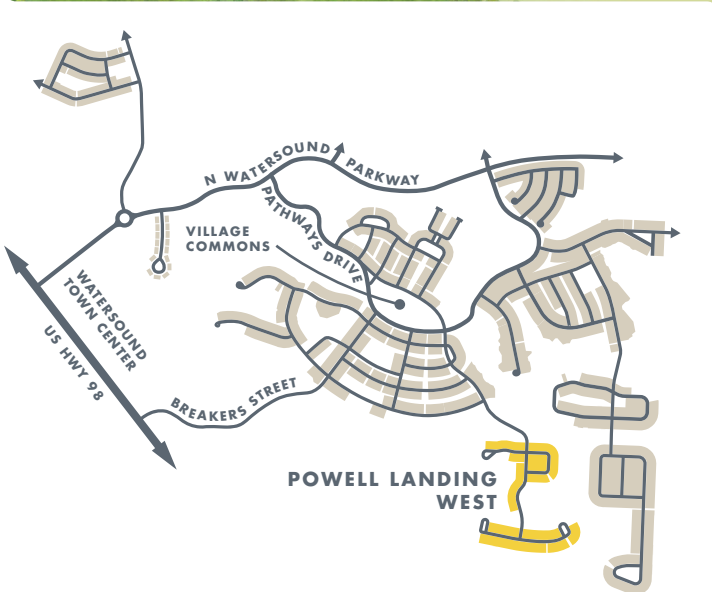 N WATERSOUND PARKWAY
PATHWAYS DRIVE
VILLAGE
COMMONS
WATERSOUND
TOWN CENTER
US HWY 98
BREAKERS STREET
POWELL LANDING
WEST